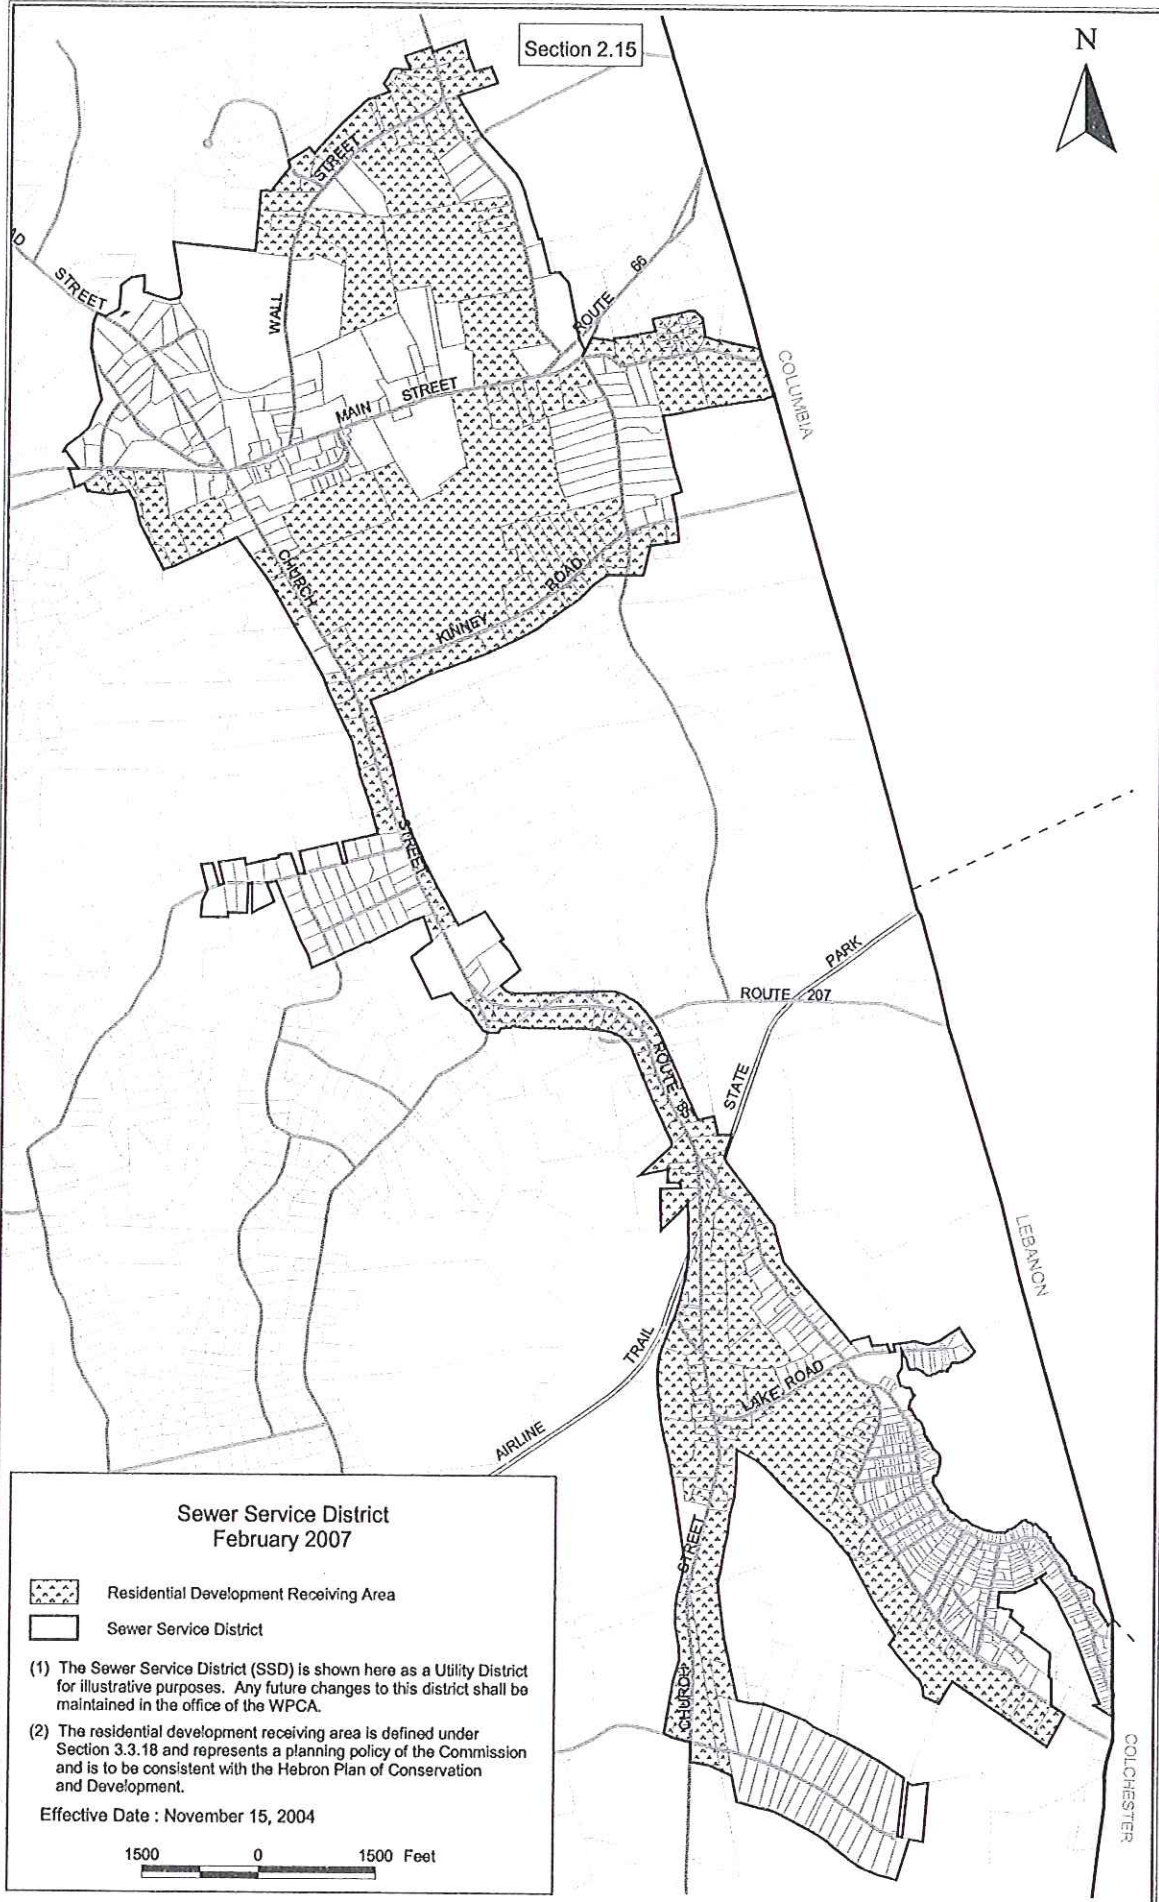 Section 2.15
N
STREET
ROUTE 66
STREET
WALL
COLUMBIA
MAIN STREET
CHURCH
KINNEY ROAD
STREET
PARK
ROUTE 207
ROUTE 85
STATE
LEBANON
TRAIL
LAKE ROAD
AIRLINE
STREET
CHURCH
COLCHESTER
Sewer Service District
February 2007
Residential Development Receiving Area
Sewer Service District
(1) The Sewer Service District (SSD) is shown here as a Utility District
for illustrative purposes. Any future changes to this district shall be
maintained in the office of the WPCA.
(2) The residential development receiving area is defined under
Section 3.3.18 and represents a planning policy of the Commission
and is to be consistent with the Hebron Plan of Conservation
and Development.
Effective Date : November 15, 2004
1500 0 1500 Feet